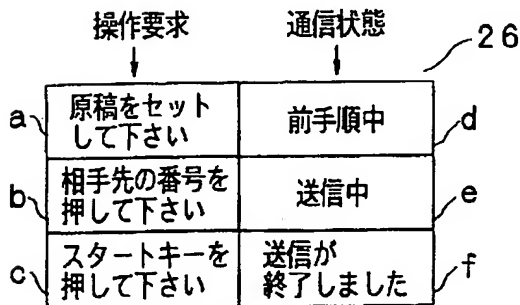 操作要求
通信状態
26
a
原稿をセット
して下さい
前手順中
d
b
相手先の番号を
押して下さい
送信中
e
c
スタートキーを
押して下さい
送信が
終了しました
f